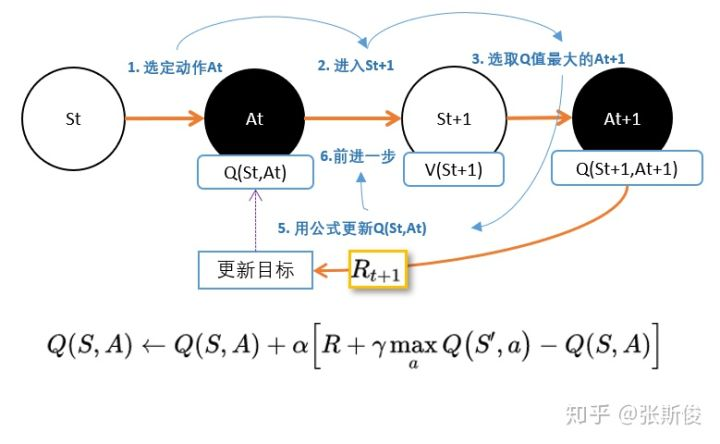 1. 选定动作At
2. 进入St+1
3. 选取Q值最大的At+1
St
At
St+1
At+1
Q(St,At)
6.前进一步
V(St+1)
Q(St+1,At+1)
5. 用公式更新Q(St,At)
更新目标
R_{t+1}
Q(S, A) ← Q(S, A) + α[R + γ max_a Q(S′, a) − Q(S, A)]
知乎 @张斯俊